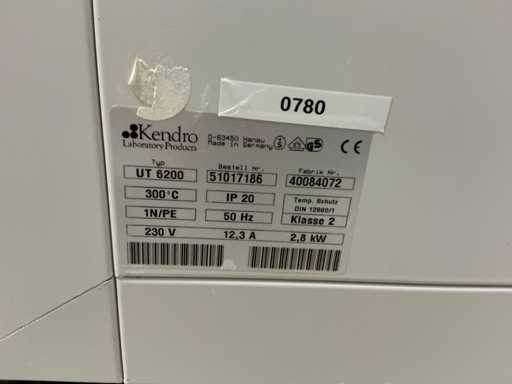 0780
Kendro
Laboratory Products
D-63450 Hanau
Made In Germany
GS
CE
Typ
UT 6200
Bestell Nr.
51017186
Fabrik Nr.
40084072
300°C
IP 20
Temp. Schutz
DIN 12880/1
Klasse 2
1N/PE
50 Hz
230 V
12,3 A
2,8 kW